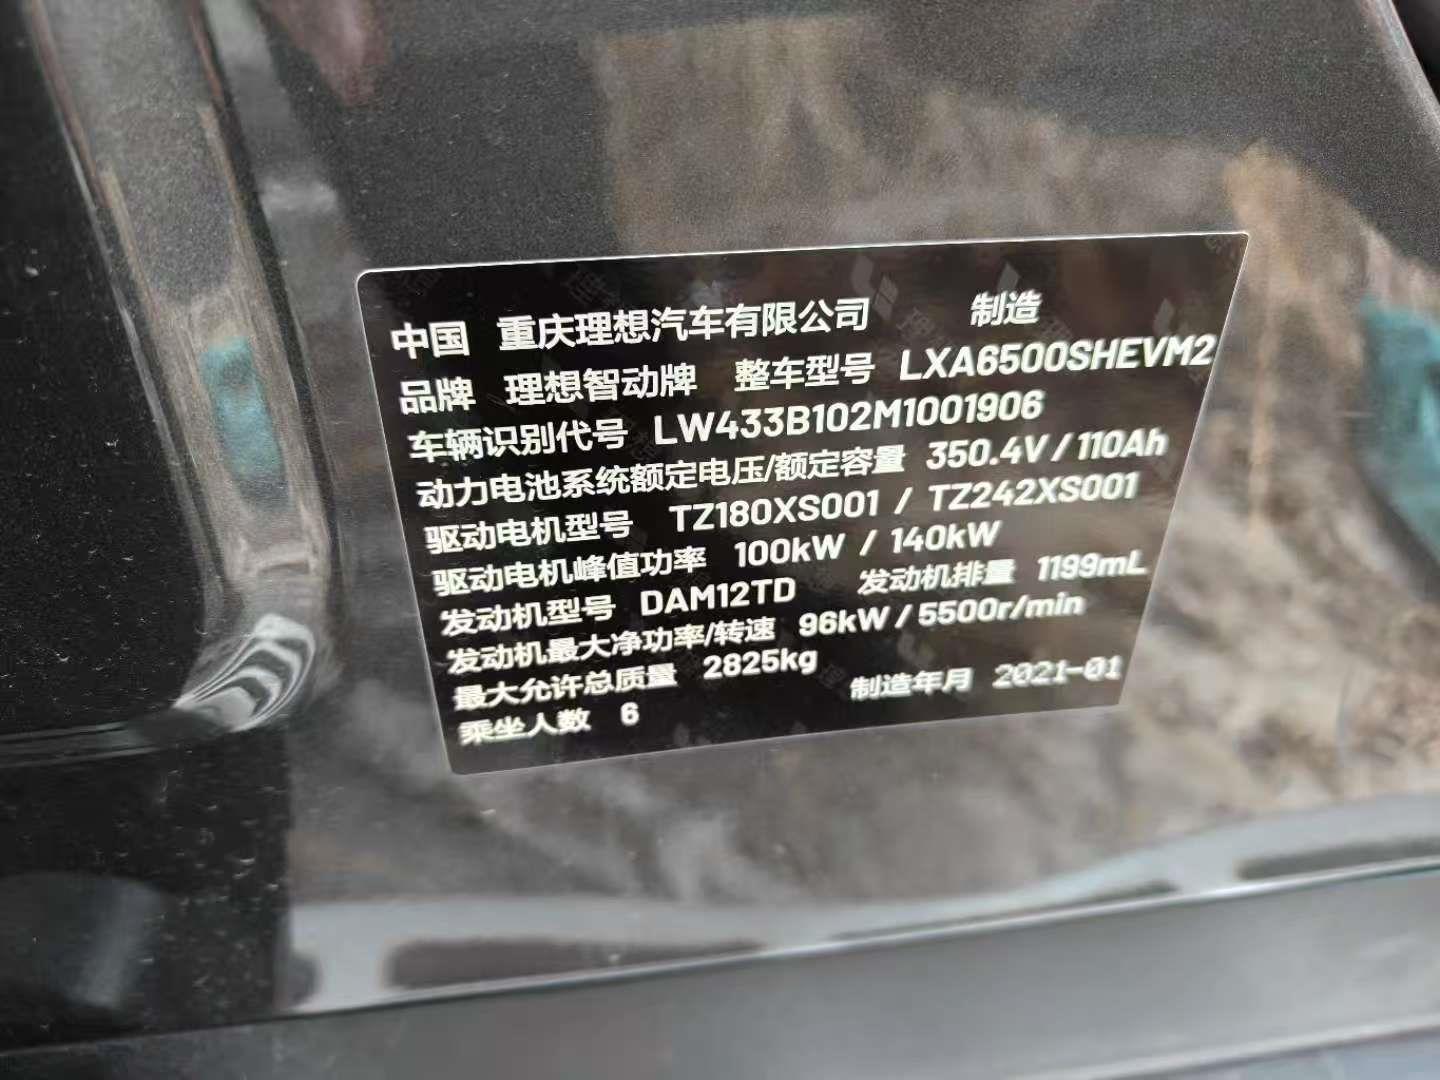 中国 重庆理想汽车有限公司 制造
品牌 理想智动牌 整车型号 LXA6500SHEVM2
车辆识别代号 LW433B102M1001906
动力电池系统额定电压/额定容量 350.4V / 110Ah
驱动电机型号 TZ180XS001 / TZ242XS001
驱动电机峰值功率 100kW / 140kW
发动机型号 DAM12TD 发动机排量 1199mL
发动机最大净功率/转速 96kW / 5500r/min
最大允许总质量 2825kg
乘坐人数 6 制造年月 2021-01